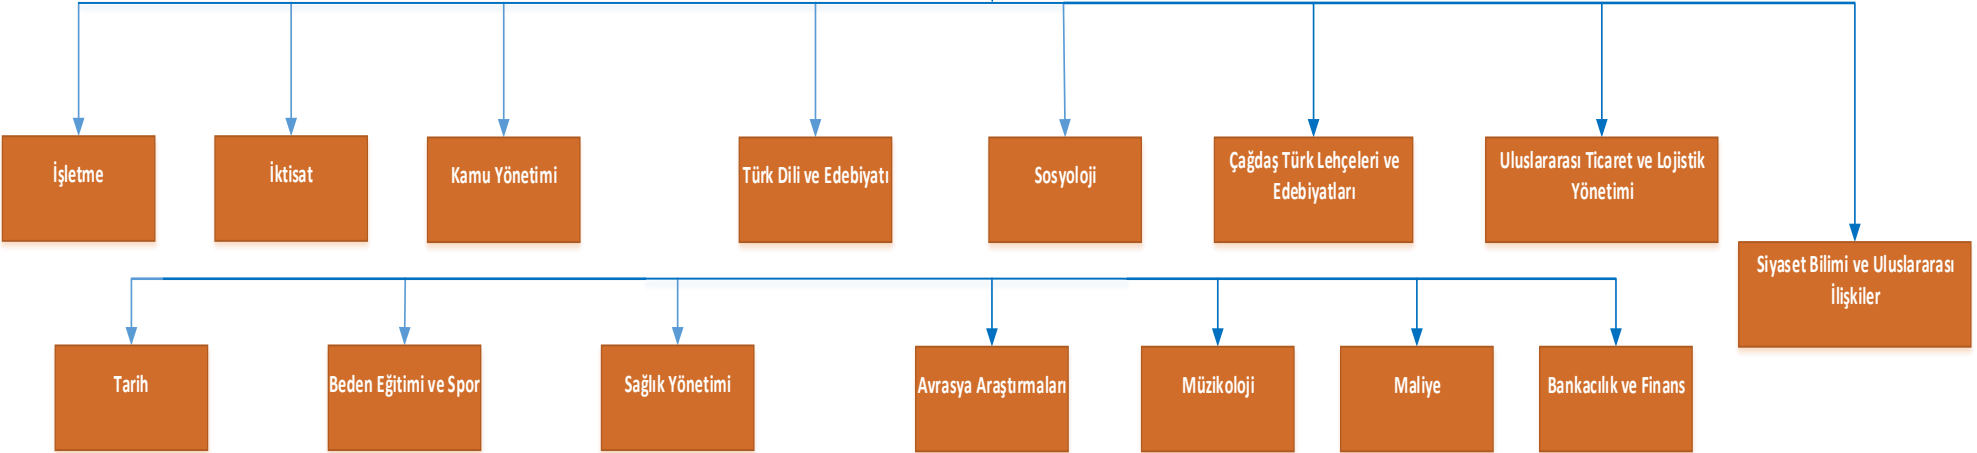 İşletme
İktisat
Kamu Yönetimi
Türk Dili ve Edebiyatı
Sosyoloji
Çağdaş Türk Lehçeleri ve
Edebiyatları
Uluslararası Ticaret ve Lojistik
Yönetimi
Siyaset Bilimi ve Uluslararası
İlişkiler
Tarih
Beden Eğitimi ve Spor
Sağlık Yönetimi
Avrasya Araştırmaları
Müzikoloji
Maliye
Bankacılık ve Finans